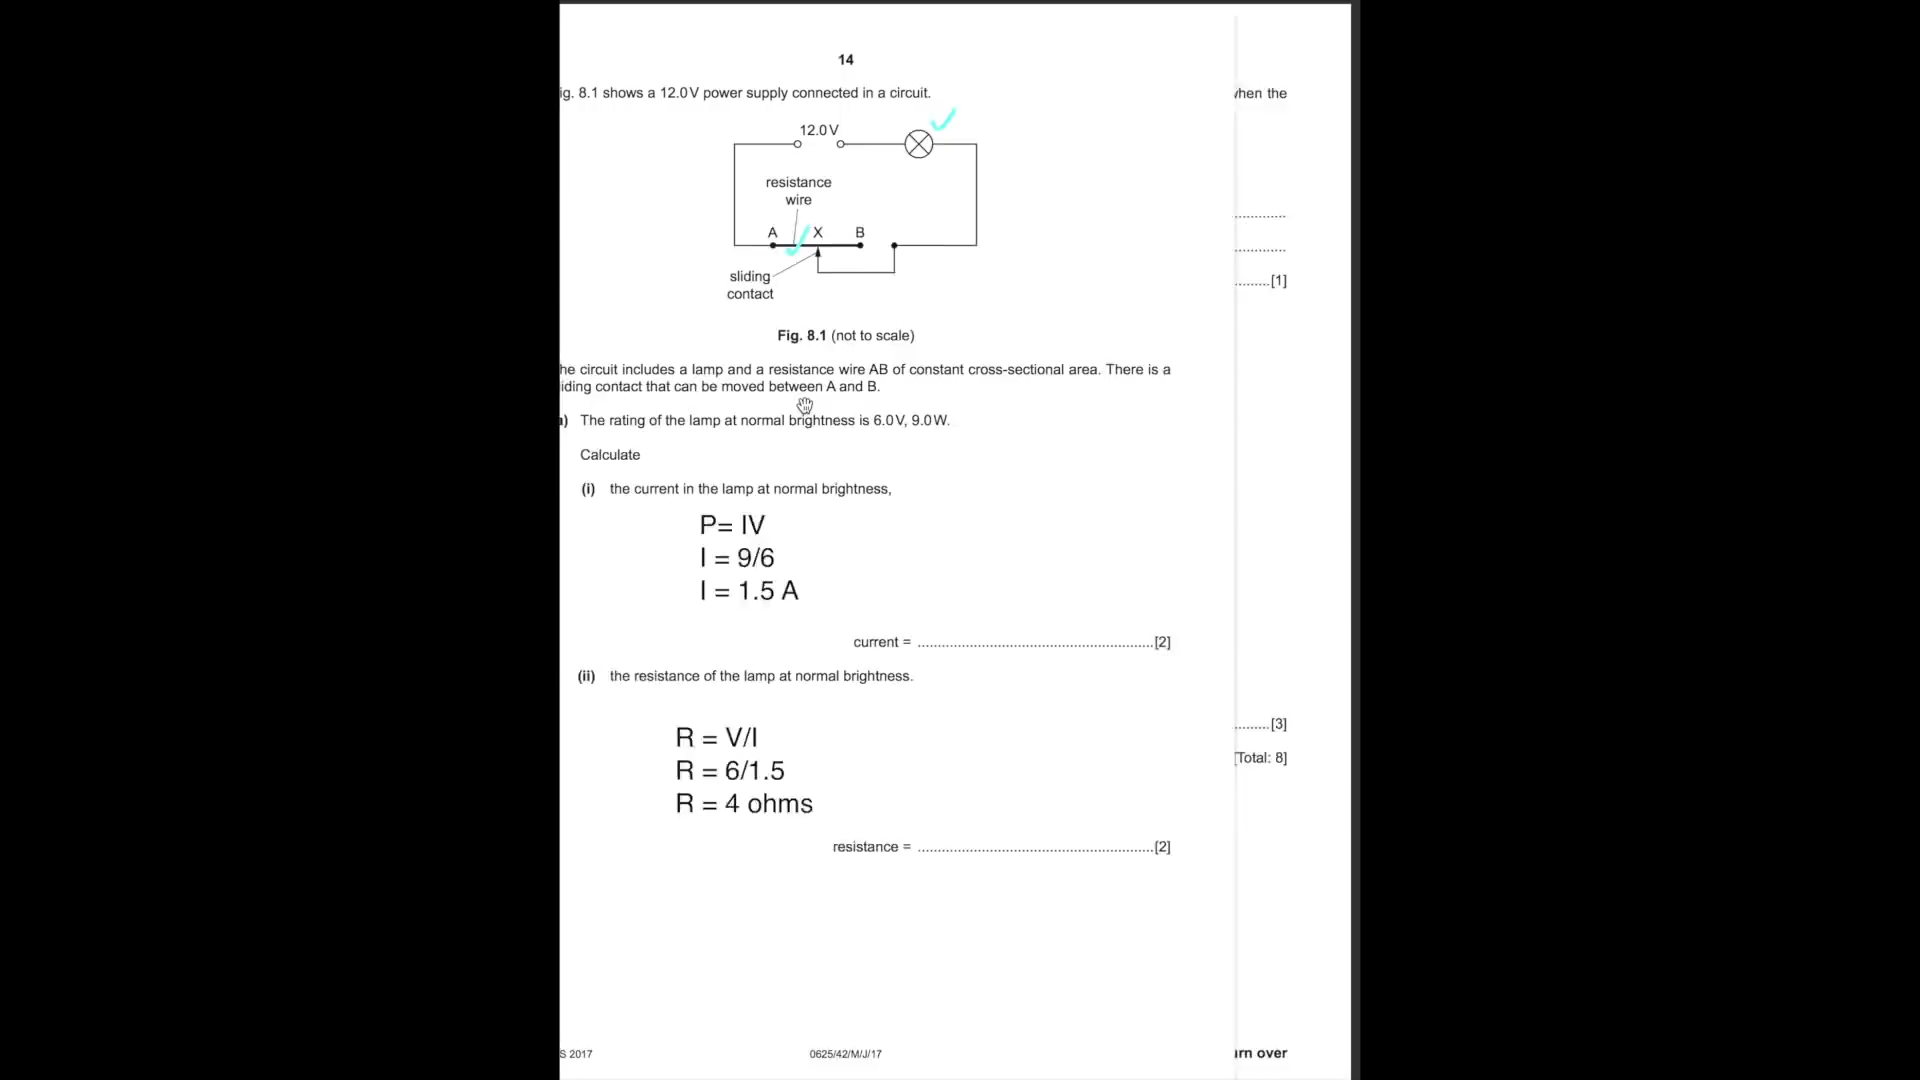 14
ig. 8.1 shows a 12.0V power supply connected in a circuit.
when the
12.0V
resistance
wire
A X B
sliding
contact
[1]
Fig. 8.1 (not to scale)
he circuit includes a lamp and a resistance wire AB of constant cross-sectional area. There is a
iding contact that can be moved between A and B.
) The rating of the lamp at normal brightness is 6.0V, 9.0W.
Calculate
(i) the current in the lamp at normal brightness,
P= IV
I = 9/6
I = 1.5 A
current = ..........................................................[2]
(ii) the resistance of the lamp at normal brightness.
[3]
R = V/I
[Total: 8]
R = 6/1.5
R = 4 ohms
resistance = ..........................................................[2]
S 2017
0625/42/M/J/17
urn over